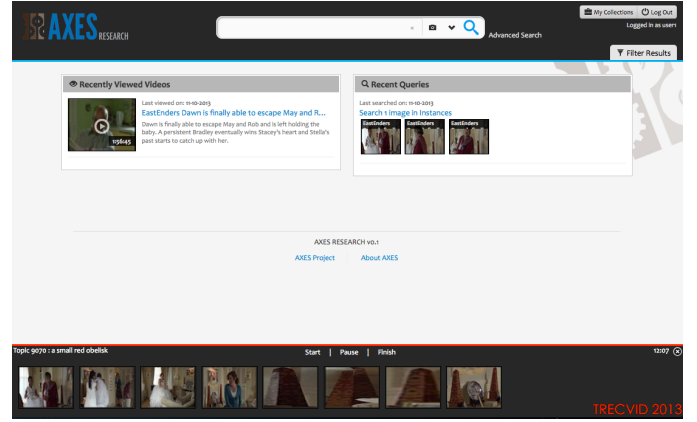 AXES RESEARCH
My Collections
Log Out
Logged in as user1
Advanced Search
Filter Results
Recently Viewed Videos
Last viewed on: 11-10-2013
EastEnders Dawn is finally able to escape May and R...
Dawn is finally able to escape May and Rob and is left holding the
baby. A persistent Bradley eventually wins Stacey's heart and Stella's
past starts to catch up with her.
1:56:45
Recent Queries
Last searched on: 11-10-2013
Search 1 image in Instances
EastEnders EastEnders EastEnders
AXES RESEARCH v0.1
AXES Project
About AXES
Topic 9070 : a small red obelisk
Start | Pause | Finish
12:07
TRECVID 2013